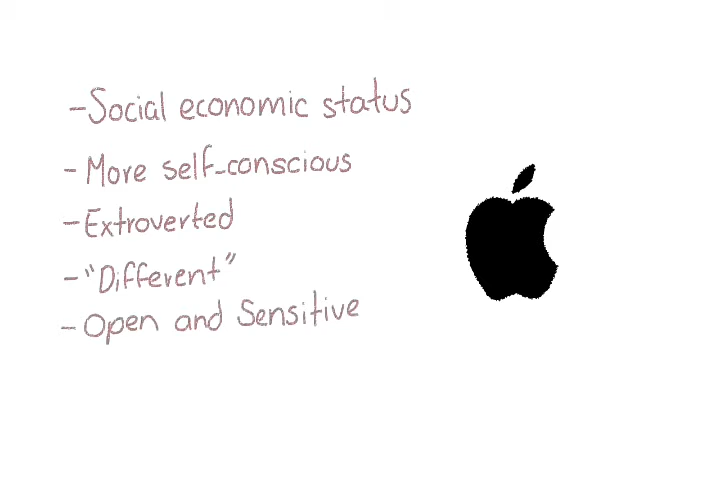 -Social economic status
-More self-conscious
-Extroverted
-"Different"
-Open and Sensitive